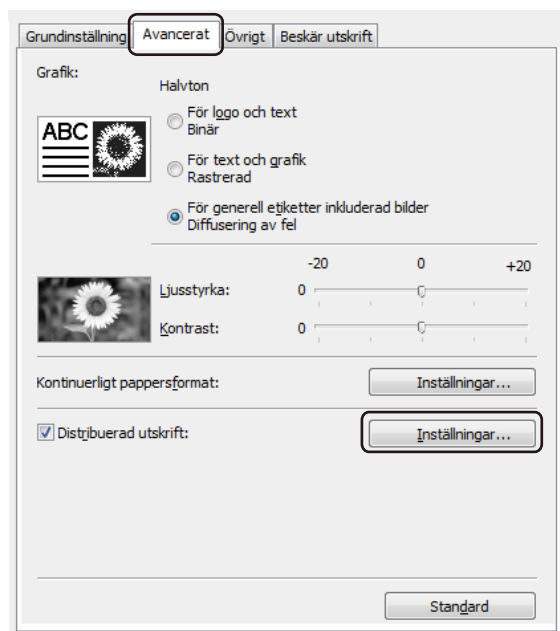 Grundinställning Avancerat Övrigt Beskär utskrift
Grafik:
Halvton
För logo och text
Binär
ABC
För text och grafik
Rastrerad
För generell etiketter inkluderad bilder
Diffusering av fel
-20 0 +20
Ljusstyrka: 0
Kontrast: 0
Kontinuerligt pappersformat: Inställningar...
Distribuerad utskrift: Inställningar...
Standard